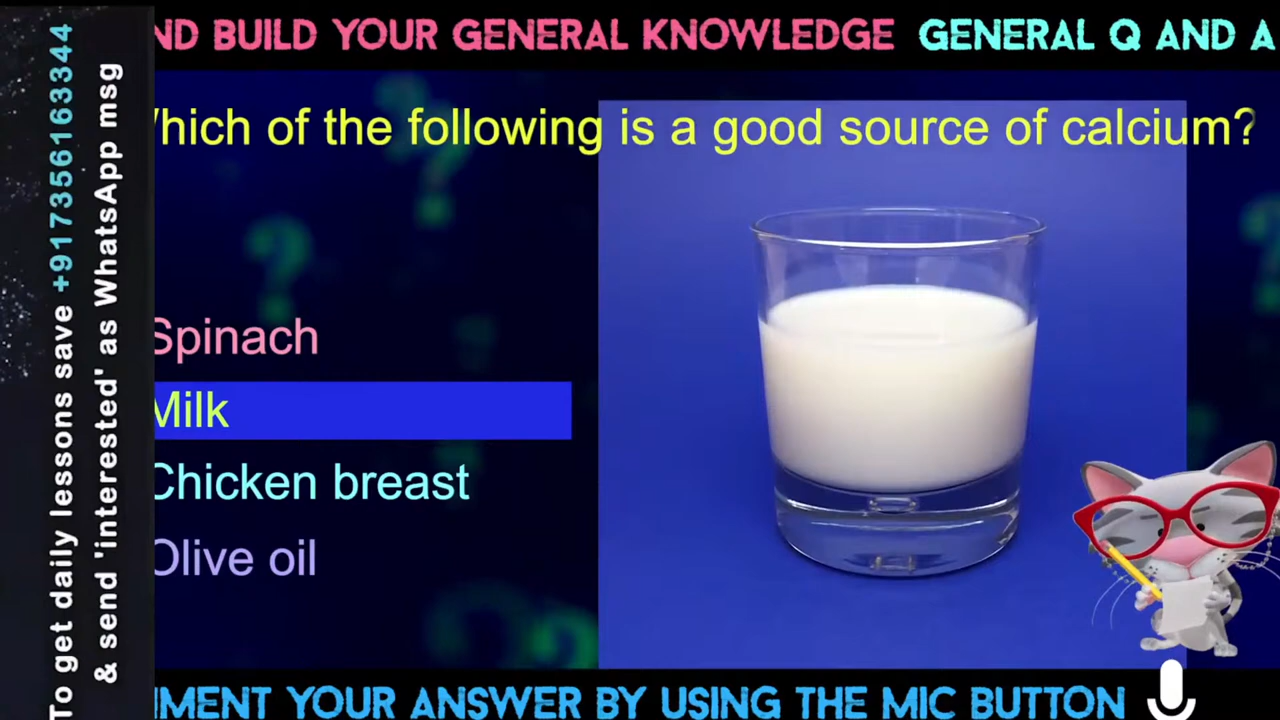 ND BUILD YOUR GENERAL KNOWLEDGE GENERAL Q AND A
hich of the following is a good source of calcium?
Spinach
Milk
Chicken breast
Olive oil
MENT YOUR ANSWER BY USING THE MIC BUTTON
To get daily lessons save +917356163344
& send 'interested' as WhatsApp msg